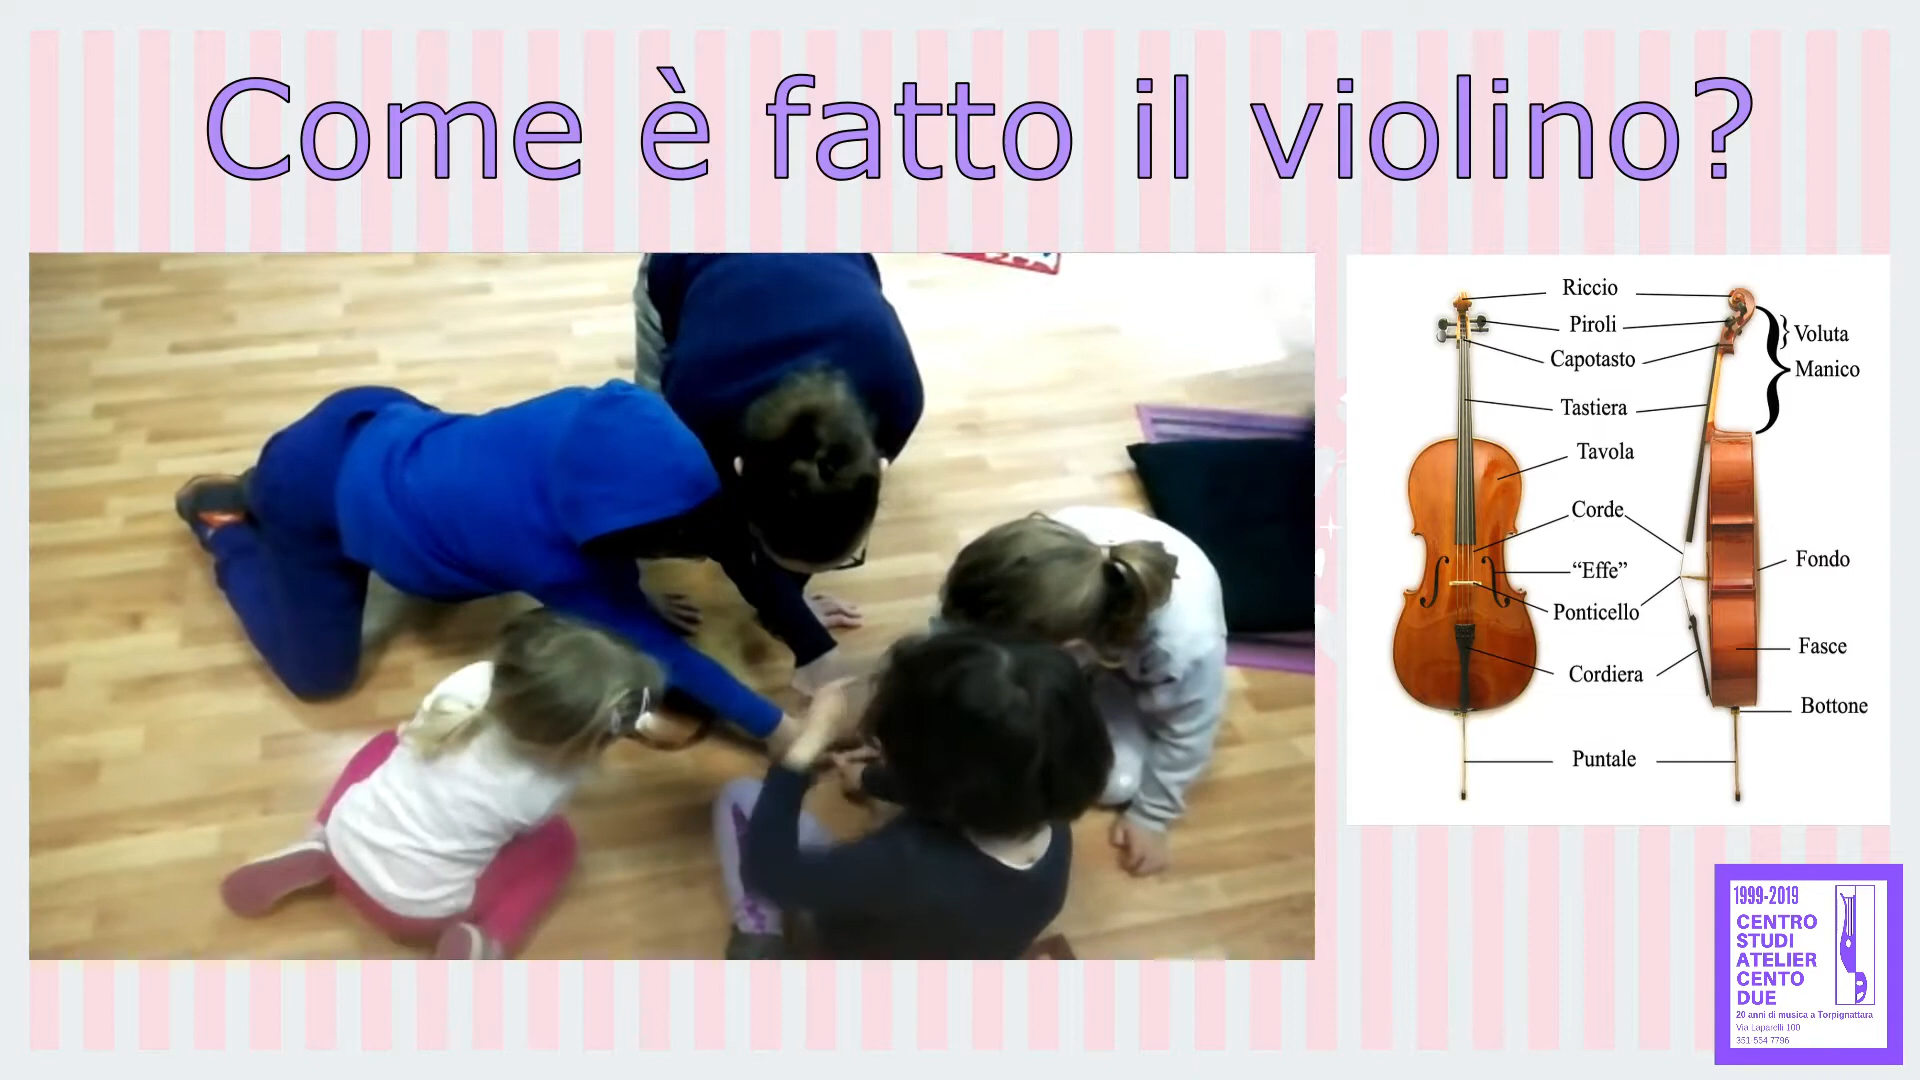 Come è fatto il violino?
Riccio
Piroli
Voluta
Capotasto
Manico
Tastiera
Tavola
Corde
Fondo
“Effe”
Ponticello
Fasce
Cordiera
Bottone
Puntale
1999-2019
CENTRO
STUDI
ATELIER
CENTO
DUE
20 anni di musica a Torpignattara
Via Laparelli 100
351 554 7796